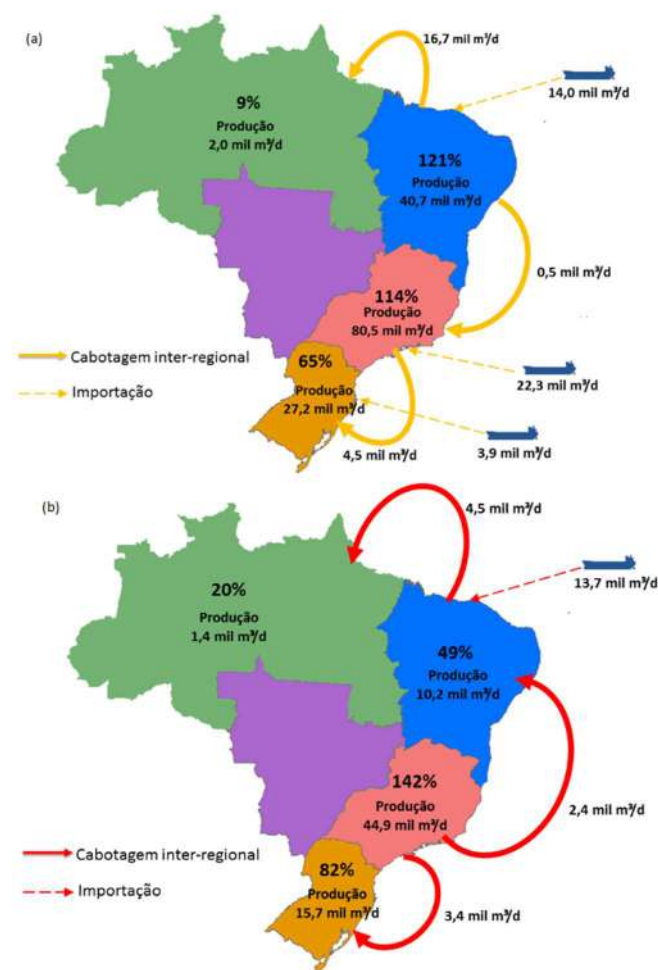 (a)
16,7 mil m³/d
14,0 mil m³/d
9%
Produção
2,0 mil m³/d
121%
Produção
40,7 mil m³/d
0,5 mil m³/d
114%
Produção
80,5 mil m³/d
Cabotagem inter-regional
65%
Produção
27,2 mil m³/d
22,3 mil m³/d
Importação
4,5 mil m³/d
3,9 mil m³/d
(b)
4,5 mil m³/d
13,7 mil m³/d
20%
Produção
1,4 mil m³/d
49%
Produção
10,2 mil m³/d
142%
Produção
44,9 mil m³/d
2,4 mil m³/d
Cabotagem inter-regional
82%
Produção
15,7 mil m³/d
Importação
3,4 mil m³/d